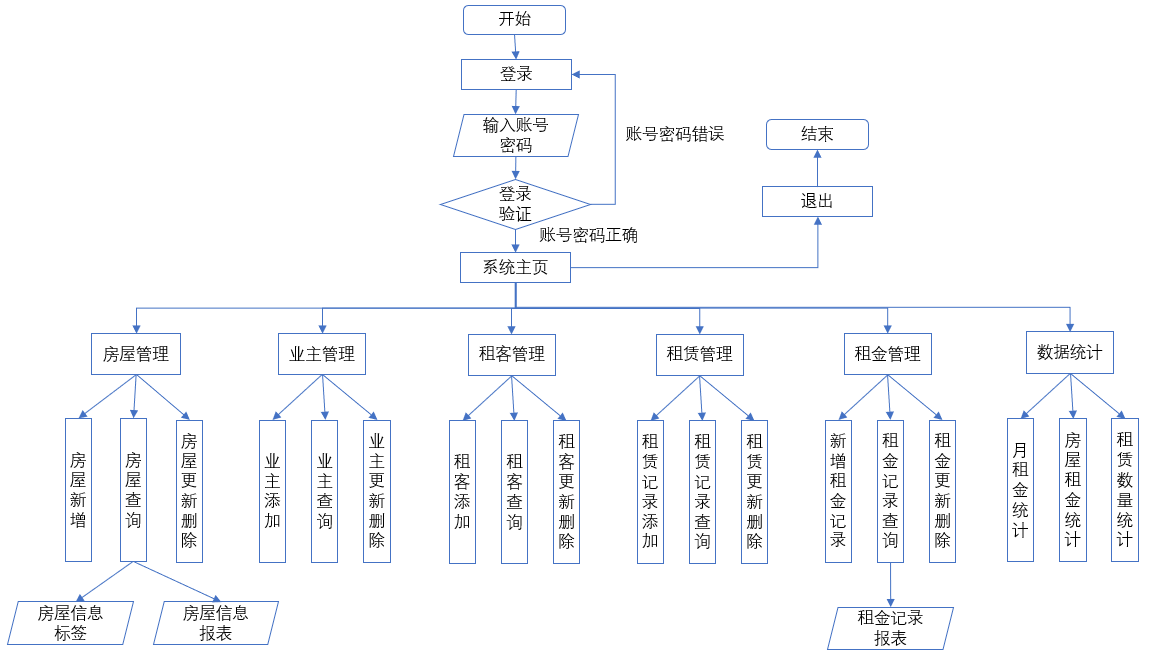 开始
登录
输入账号
密码
账号密码错误
结束
登录
验证
退出
账号密码正确
系统主页
房屋管理
业主管理
租客管理
租赁管理
租金管理
数据统计
房屋新增
房屋查询
房屋更新删除
业主添加
业主查询
业主更新删除
租客添加
租客查询
租客更新删除
租赁记录添加
租赁记录查询
租赁更新删除
新增租金记录
租金记录查询
租金更新删除
月租金统计
房屋租金统计
租赁数量统计
房屋信息
标签
房屋信息
报表
租金记录
报表